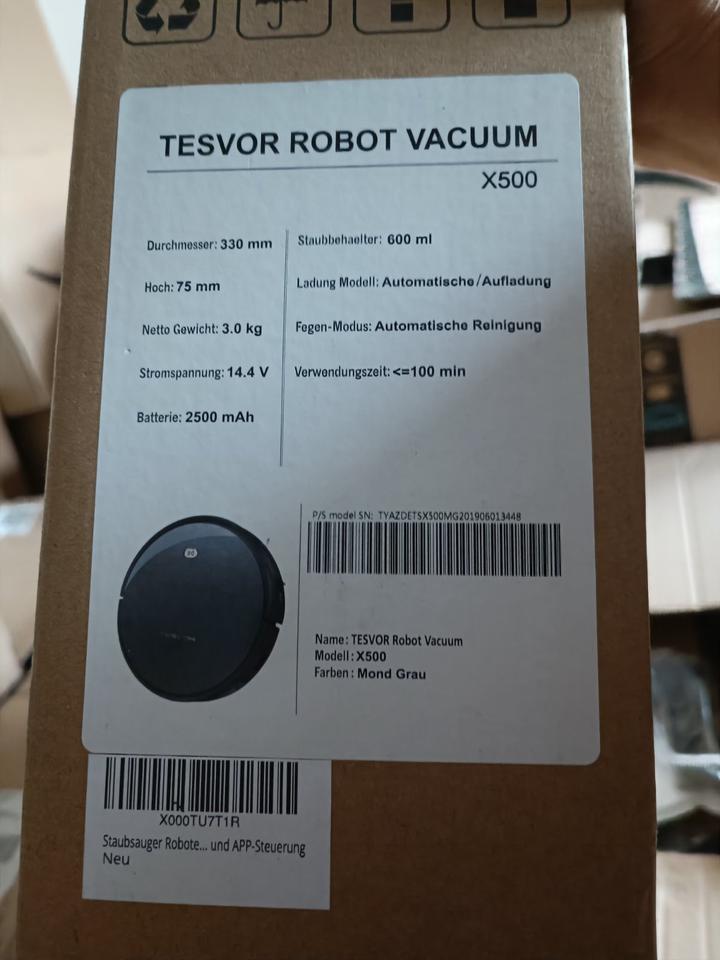 TESVOR ROBOT VACUUM
X500
Durchmesser: 330 mm
Hoch: 75 mm
Netto Gewicht: 3.0 kg
Stromspannung: 14.4 V
Batterie: 2500 mAh
Staubbehaelter: 600 ml
Ladung Modell: Automatische/Aufladung
Fegen-Modus: Automatische Reinigung
Verwendungszeit: <=100 min
P/S model SN: TYAZDETSX500MG201906013448
Name: TESVOR Robot Vacuum
Modell: X500
Farben: Mond Grau
X000TU7T1R
Staubsauger Robote... und APP-Steuerung
Neu